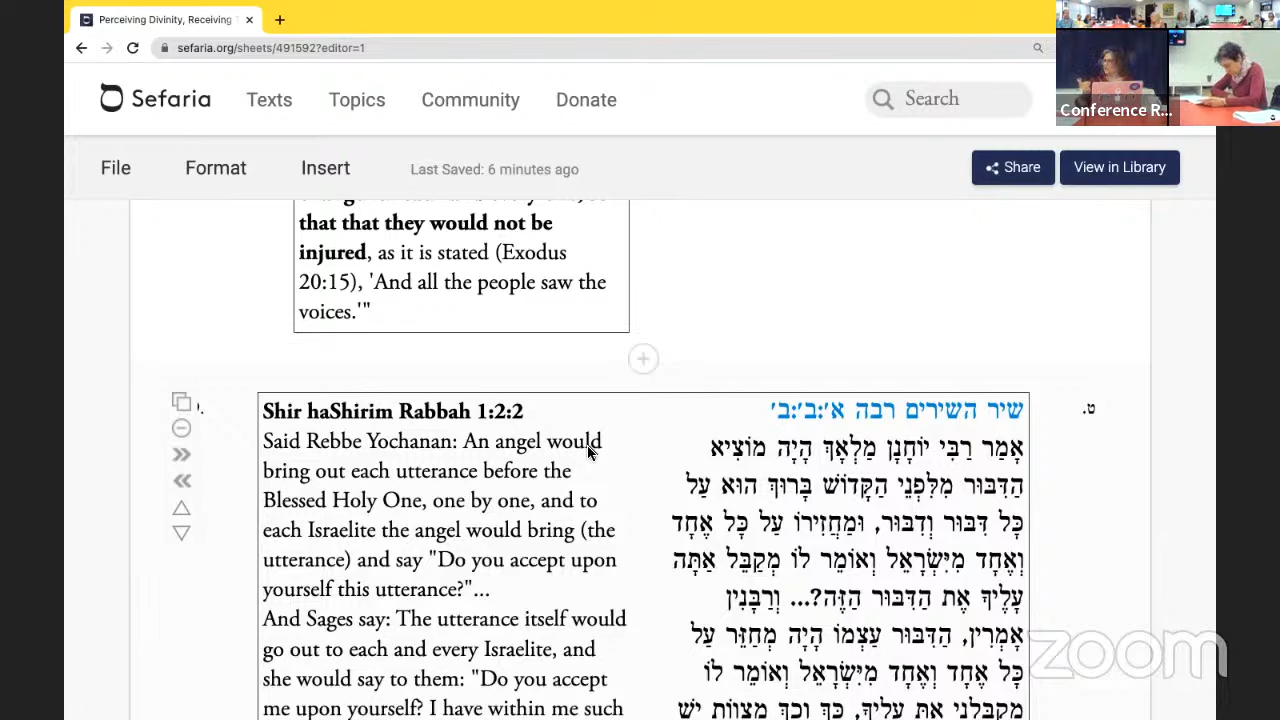 Perceiving Divinity, Receiving
sefaria.org/sheets/491592?editor=1
Sefaria
Texts
Topics
Community
Donate
Search
Conference R...
File
Format
Insert
Last Saved: 6 minutes ago
Share
View in Library
that that they would not be
injured, as it is stated (Exodus
20:15), 'And all the people saw the
voices.'"
Shir haShirim Rabbah 1:2:2
Said Rebbe Yochanan: An angel would
bring out each utterance before the
Blessed Holy One, one by one, and to
each Israelite the angel would bring (the
utterance) and say "Do you accept upon
yourself this utterance?"...
And Sages say: The utterance itself would
go out to each and every Israelite, and
she would say to them: "Do you accept
me upon yourself? I have within me such
ט.
שיר השירים רבה א׳:ב׳:ב׳
אָמַר רַבִּי יוֹחָנָן מַלְאָךְ הָיָה מוֹצִיא
הַדִּבּוּר מִלִּפְנֵי הַקָּדוֹשׁ בָּרוּךְ הוּא עַל
כָּל דִּבּוּר וְדִבּוּר, וּמַחֲזִירוֹ עַל כָּל אֶחָד
וְאֶחָד מִיִּשְׂרָאֵל וְאוֹמֵר לוֹ מְקַבֵּל אַתָּה
עָלֶיךָ אֶת הַדִּבּוּר הַזֶּה?... וְרַבָּנִין
אָמְרִין, הַדִּבּוּר עַצְמוֹ הָיָה מְחַזֵּר עַל
כָּל אֶחָד וְאֶחָד מִיִּשְׂרָאֵל וְאוֹמֵר לוֹ
מְקַבְּלַנִי אַתְּ עָלֶיךָ, כָּךְ וְכָךְ מִצְווֹת יֵשׁ
zoom